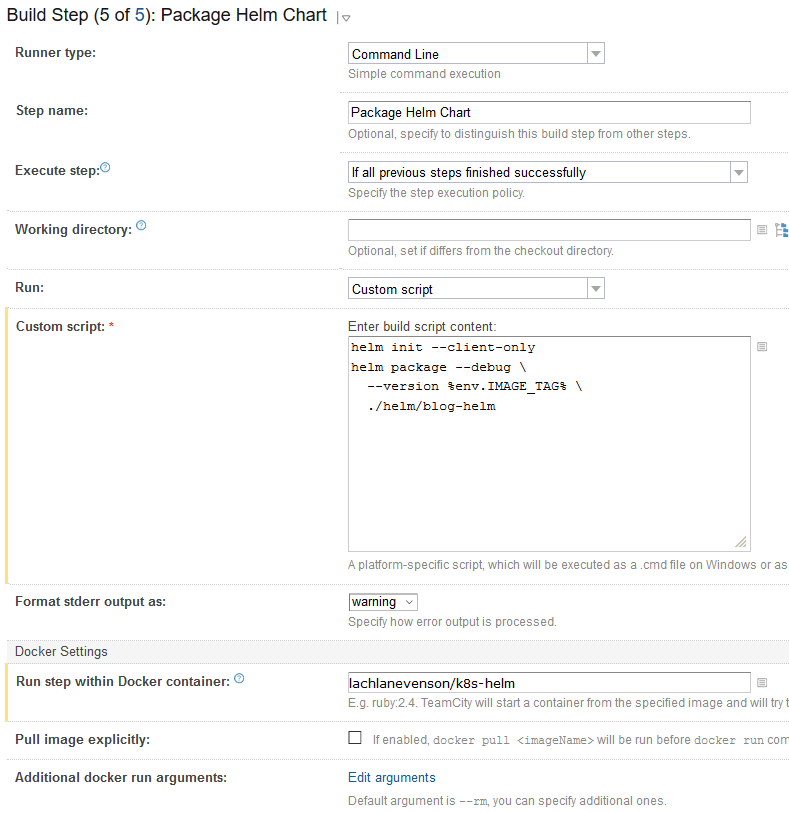 Build Step (5 of 5): Package Helm Chart
Runner type:
Command Line
Simple command execution
Step name:
Package Helm Chart
Optional, specify to distinguish this build step from other steps.
Execute step:
If all previous steps finished successfully
Specify the step execution policy.
Working directory:
Optional, set if differs from the checkout directory.
Run:
Custom script
Custom script: *
Enter build script content:
helm init --client-only
helm package --debug \
--version %env.IMAGE_TAG% \
./helm/blog-helm
A platform-specific script, which will be executed as a .cmd file on Windows or as
Format stderr output as:
warning
Specify how error output is processed.
Docker Settings
Run step within Docker container:
lachlanevenson/k8s-helm
E.g. ruby:2.4. TeamCity will start a container from the specified image and will try t
Pull image explicitly:
If enabled, docker pull <imageName> will be run before docker run com
Additional docker run arguments:
Edit arguments
Default argument is --rm, you can specify additional ones.